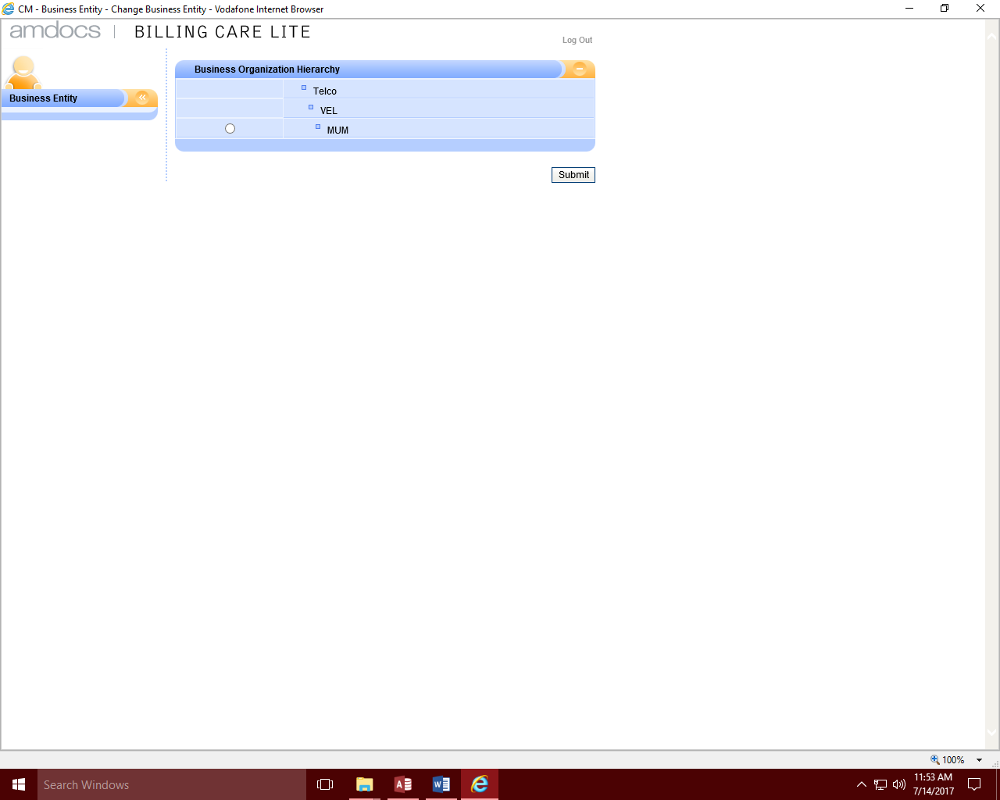 CM - Business Entity - Change Business Entity - Vodafone Internet Browser
amdocs | BILLING CARE LITE
Log Out
Business Organization Hierarchy
Telco
Business Entity
VEL
MUM
Submit
100%
Search Windows
11:53 AM
7/14/2017